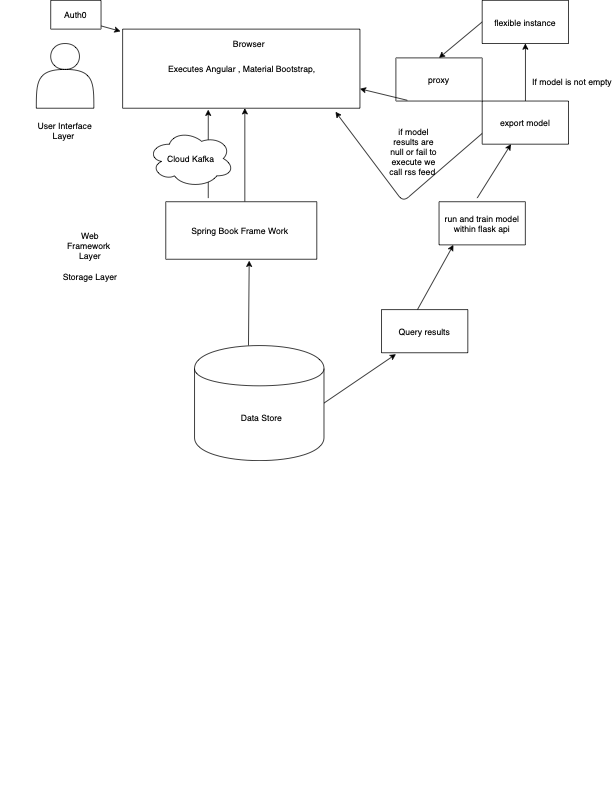 Auth0
flexible instance
Browser
Executes Angular , Material Bootstrap,
proxy
If model is not empty
User Interface
Layer
export model
if model
results are
null or fail to
execute we
call rss feed
Cloud Kafka
run and train model
within flask api
Spring Book Frame Work
Web
Framework
Layer
Storage Layer
Query results
Data Store